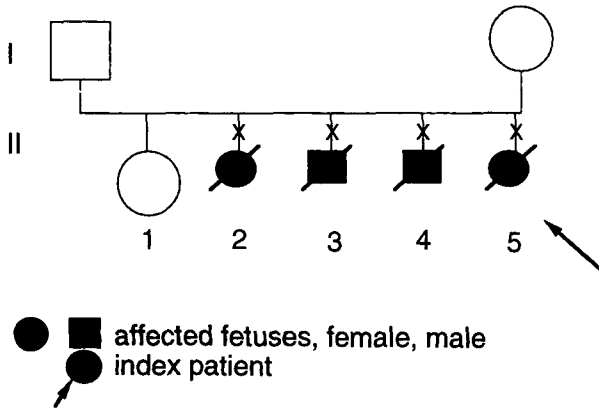 I
II
1 2 3 4 5
affected fetuses, female, male
index patient